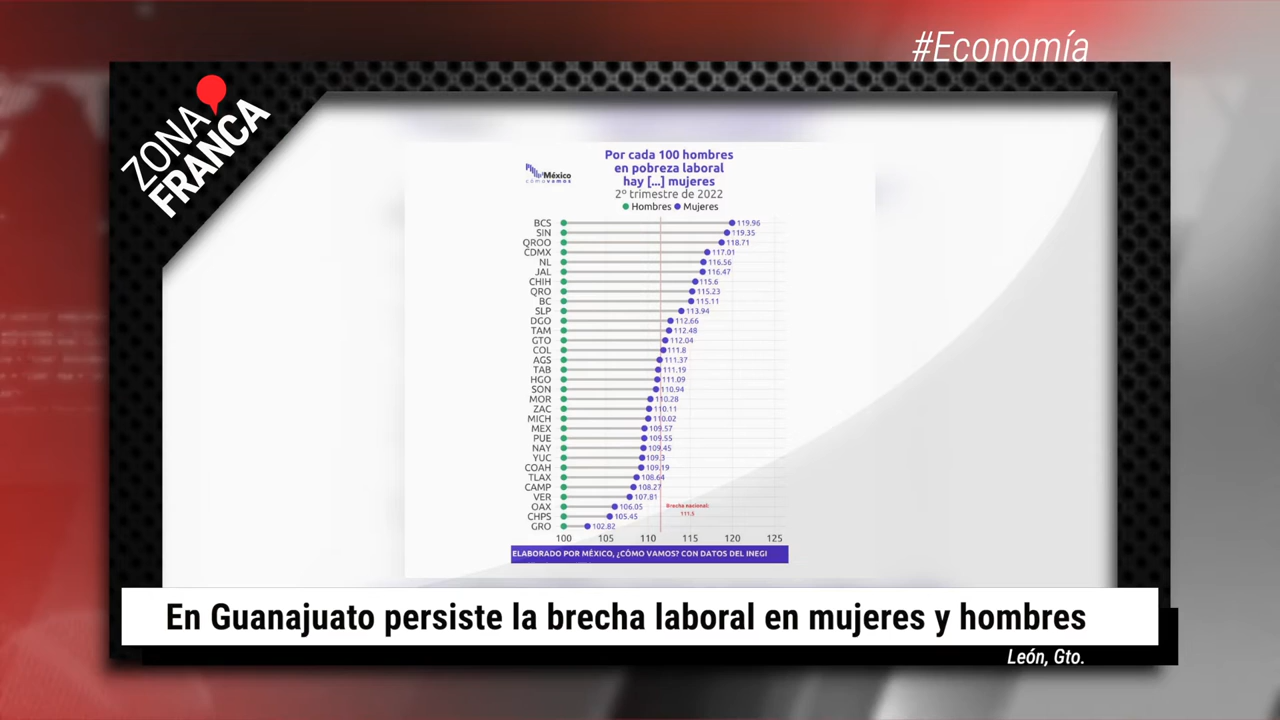 #Economía
ZONA
FRANCA
México
cómo vamos
Por cada 100 hombres
en pobreza laboral
hay [...] mujeres
2º trimestre de 2022
Hombres Mujeres
BCS 119.96
SIN 119.35
QROO 118.71
CDMX 117.01
NL 116.56
JAL 116.47
CHIH 115.6
QRO 115.23
BC 115.11
SLP 113.94
DGO 112.66
TAM 112.48
GTO 112.04
COL 111.8
AGS 111.37
TAB 111.19
HGO 111.09
SON 110.94
MOR 110.28
ZAC 110.11
MICH 110.02
MEX 109.57
PUE 109.55
NAY 109.45
YUC 109.3
COAH 109.19
TLAX 108.64
CAMP 108.27
VER 107.81
OAX 106.05
CHPS 105.45
GRO 102.82
Brecha nacional:
111.5
100 105 110 115 120 125
ELABORADO POR MÉXICO, ¿CÓMO VAMOS? CON DATOS DEL INEGI
En Guanajuato persiste la brecha laboral en mujeres y hombres
León, Gto.